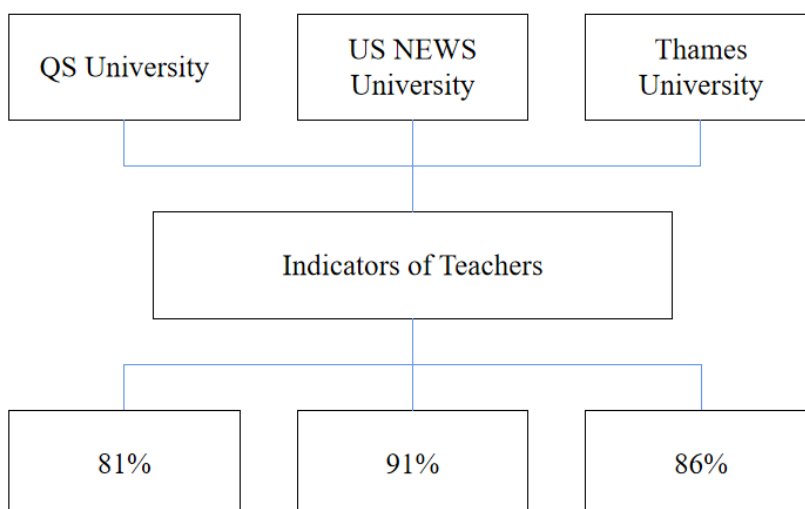 QS University
US NEWS
University
Thames
University
Indicators of Teachers
81%
91%
86%